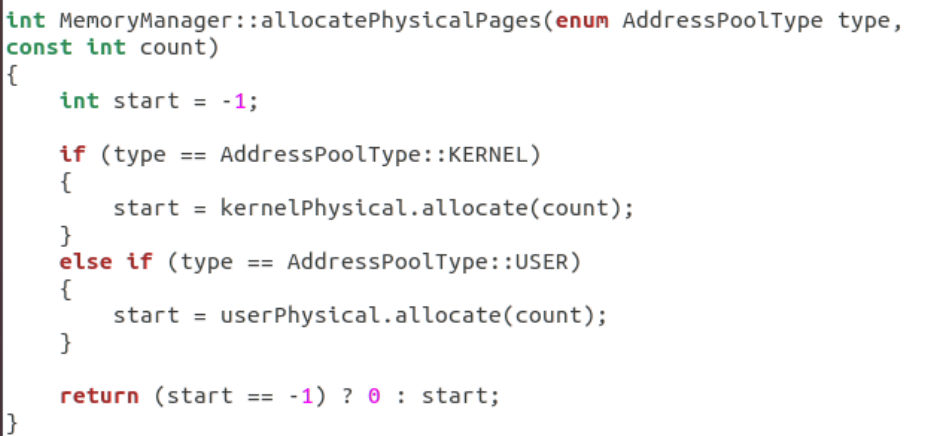 int MemoryManager::allocatePhysicalPages(enum AddressPoolType type,
const int count)
{
    int start = -1;

    if (type == AddressPoolType::KERNEL)
    {
        start = kernelPhysical.allocate(count);
    }
    else if (type == AddressPoolType::USER)
    {
        start = userPhysical.allocate(count);
    }

    return (start == -1) ? 0 : start;
}